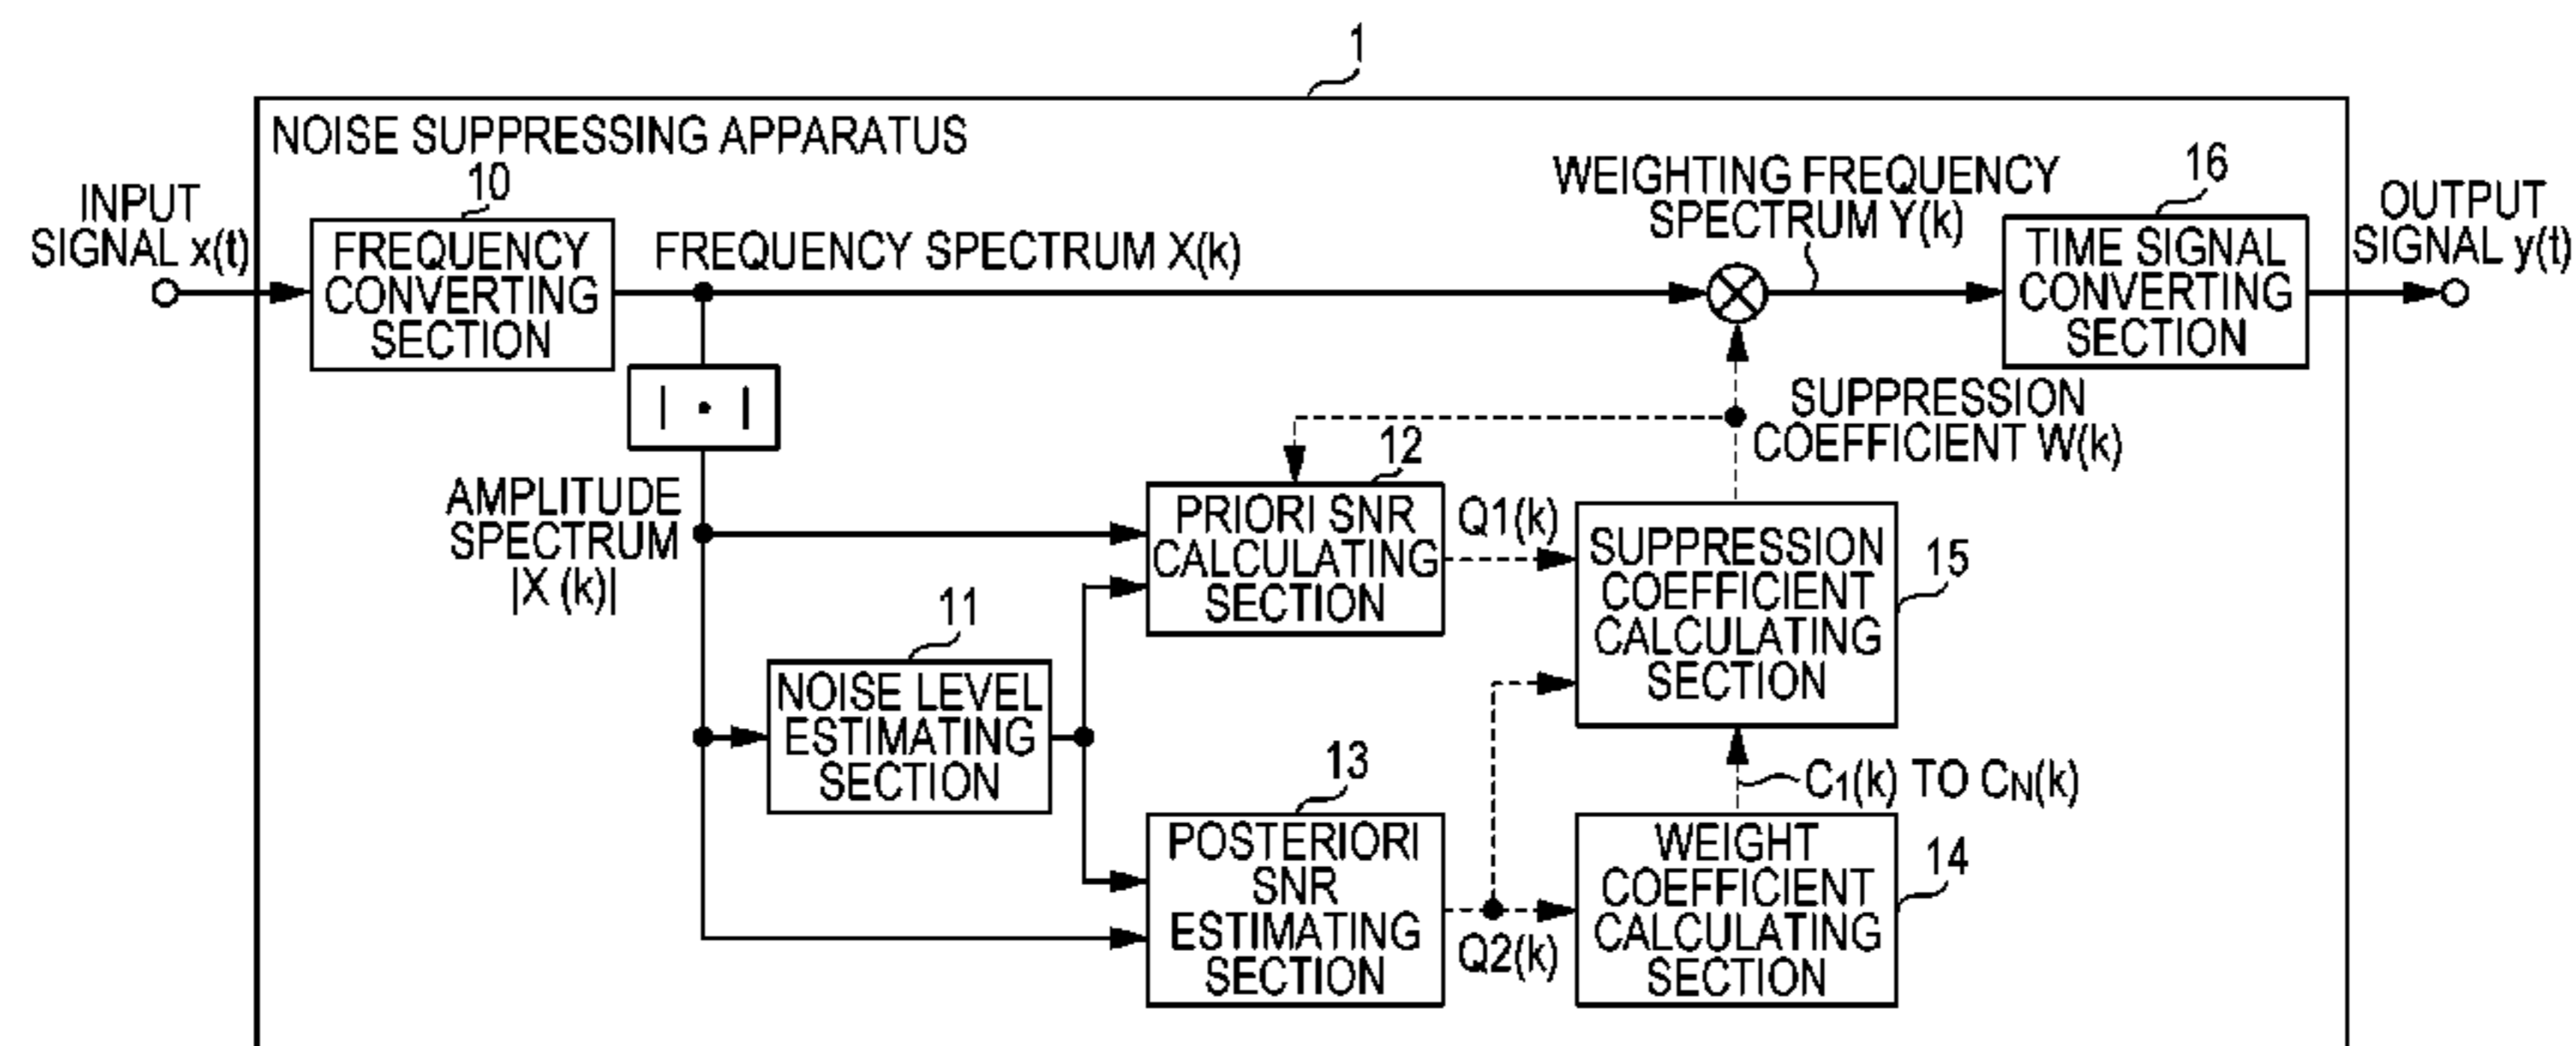 1
NOISE SUPPRESSING APPARATUS
INPUT
SIGNAL x(t)
10
FREQUENCY
CONVERTING
SECTION
FREQUENCY SPECTRUM X(k)
WEIGHTING FREQUENCY
SPECTRUM Y(k)
16
TIME SIGNAL
CONVERTING
SECTION
OUTPUT
SIGNAL y(t)
| • |
AMPLITUDE
SPECTRUM
|X (k)|
SUPPRESSION
COEFFICIENT W(k)
12
PRIORI SNR
CALCULATING
SECTION
Q1(k)
SUPPRESSION
COEFFICIENT
CALCULATING
SECTION
15
11
NOISE LEVEL
ESTIMATING
SECTION
13
POSTERIORI
SNR
ESTIMATING
SECTION
Q2(k)
C1(k) TO CN(k)
WEIGHT
COEFFICIENT
CALCULATING
SECTION
14